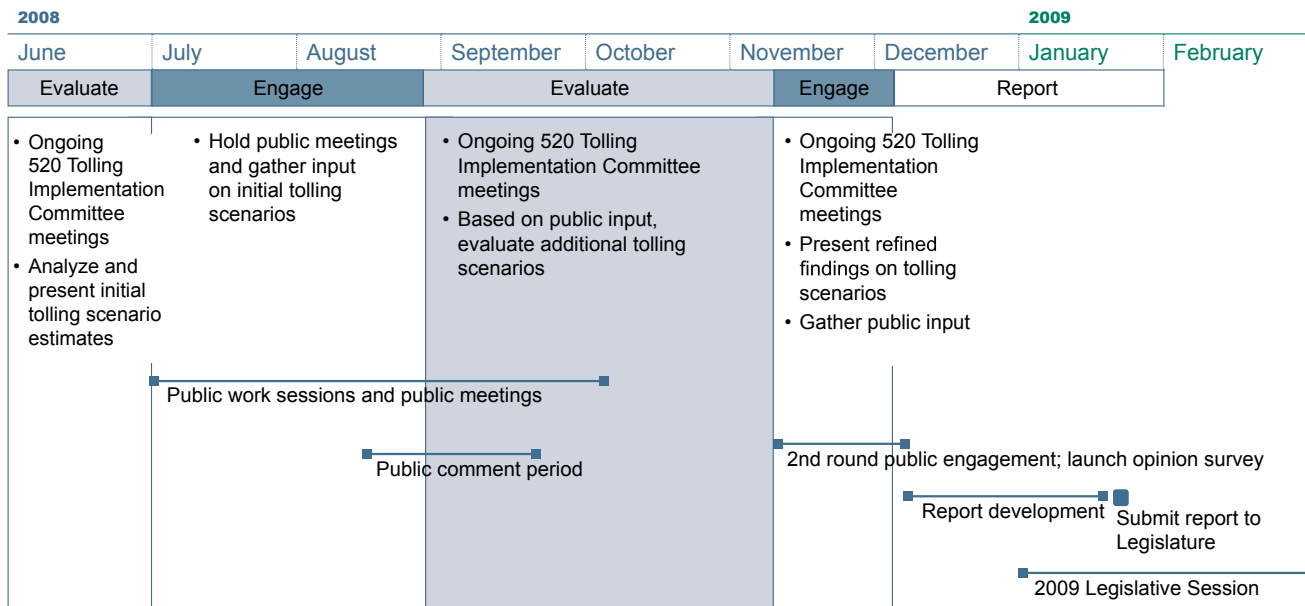 2008
2009
June
July
August
September
October
November
December
January
February
Evaluate
Engage
Evaluate
Engage
Report
• Ongoing
520 Tolling
Implementation
Committee
meetings
• Analyze and
present initial
tolling scenario
estimates
• Hold public meetings
and gather input
on initial tolling
scenarios
• Ongoing 520 Tolling
Implementation Committee
meetings
• Based on public input,
evaluate additional tolling
scenarios
• Ongoing 520 Tolling
Implementation
Committee
meetings
• Present refined
findings on tolling
scenarios
• Gather public input
Public work sessions and public meetings
Public comment period
2nd round public engagement; launch opinion survey
Report development
Submit report to
Legislature
2009 Legislative Session